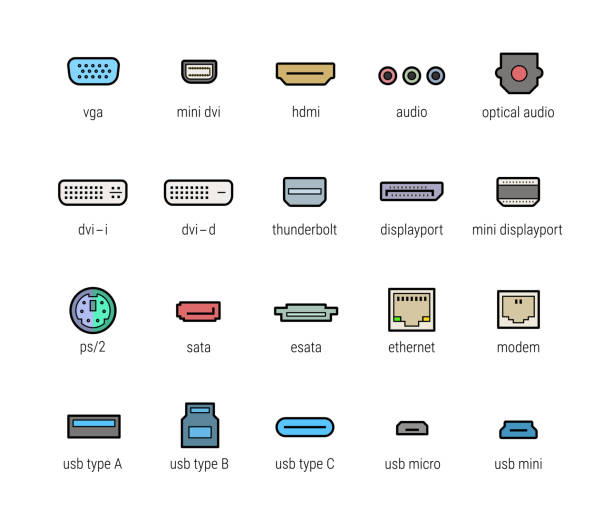 vga
mini dvi
hdmi
audio
optical audio
dvi – i
dvi – d
thunderbolt
displayport
mini displayport
ps/2
sata
esata
ethernet
modem
usb type A
usb type B
usb type C
usb micro
usb mini